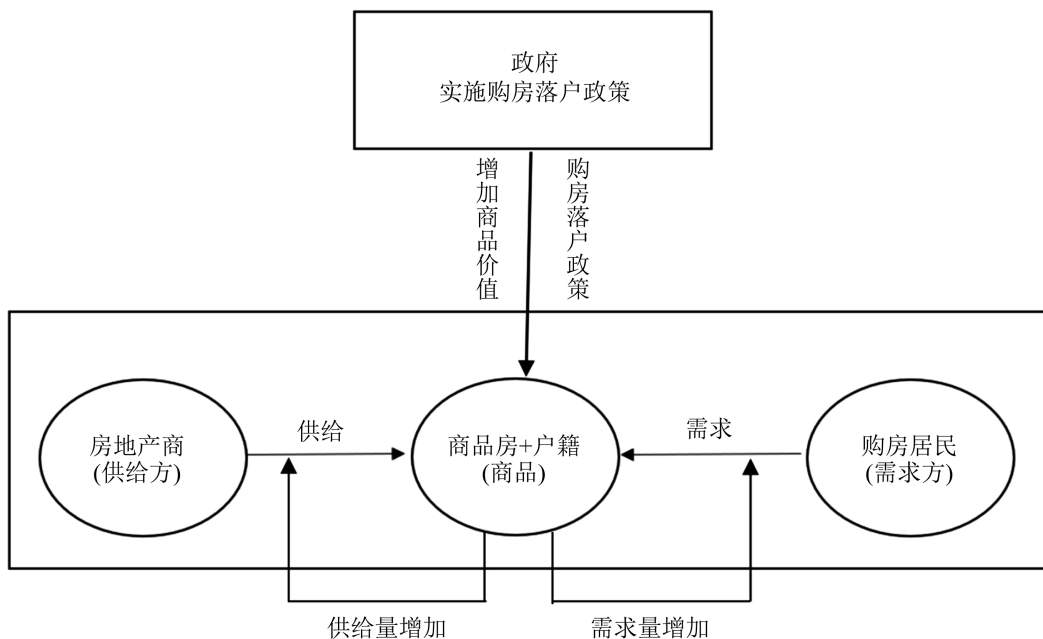 政府
实施购房落户政策
增加商品价值
购房落户政策
房地产商
(供给方)
供给
商品房+户籍
(商品)
需求
购房居民
(需求方)
供给量增加
需求量增加